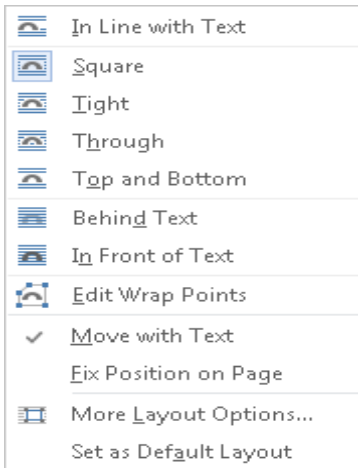 In Line with Text
Square
Tight
Through
Top and Bottom
Behind Text
In Front of Text
Edit Wrap Points
Move with Text
Fix Position on Page
More Layout Options...
Set as Default Layout